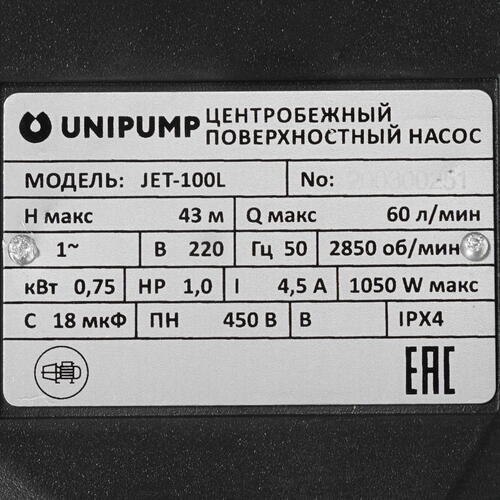 UNIPUMP ЦЕНТРОБЕЖНЫЙ
ПОВЕРХНОСТНЫЙ НАСОС
МОДЕЛЬ: JET-100L No: 200300251
Н макс 43 м Q макс 60 л/мин
1~ В 220 Гц 50 2850 об/мин
кВт 0,75 HP 1,0 I 4,5 А 1050 W макс
С 18 мкФ ПН 450 В В IPX4
EAC